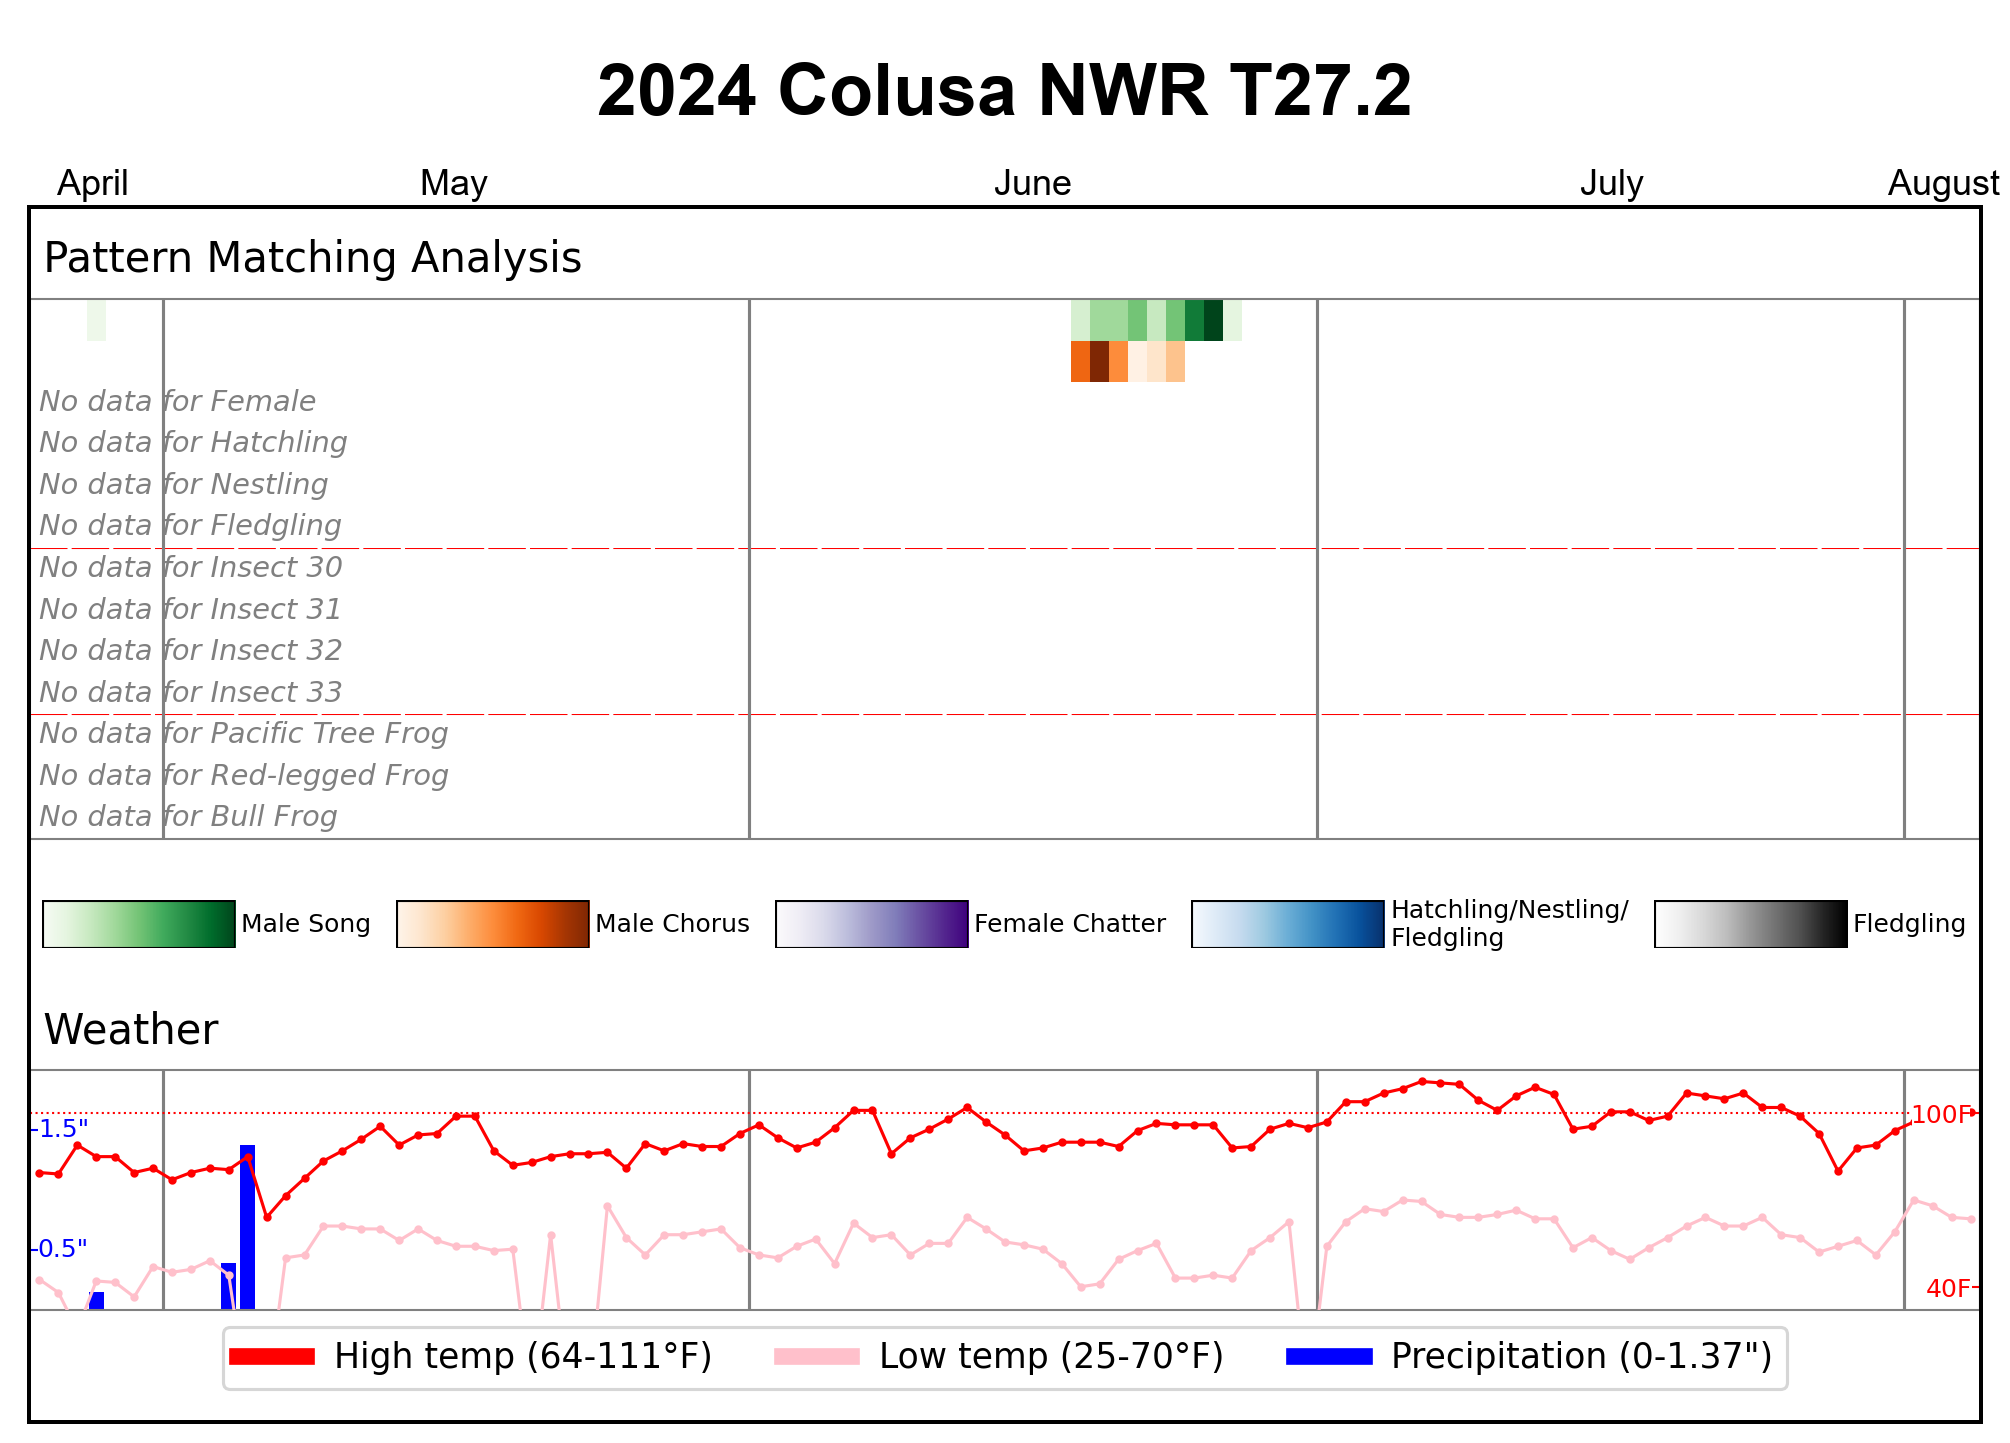 2024 Colusa NWR T27.2
April May June July August
Pattern Matching Analysis
No data for Female
No data for Hatchling
No data for Nestling
No data for Fledgling
No data for Insect 30
No data for Insect 31
No data for Insect 32
No data for Insect 33
No data for Pacific Tree Frog
No data for Red-legged Frog
No data for Bull Frog
Male Song Male Chorus Female Chatter Hatchling/Nestling/
Fledgling Fledgling
Weather
1.5" 100F
0.5"
40F
High temp (64-111°F) Low temp (25-70°F) Precipitation (0-1.37")